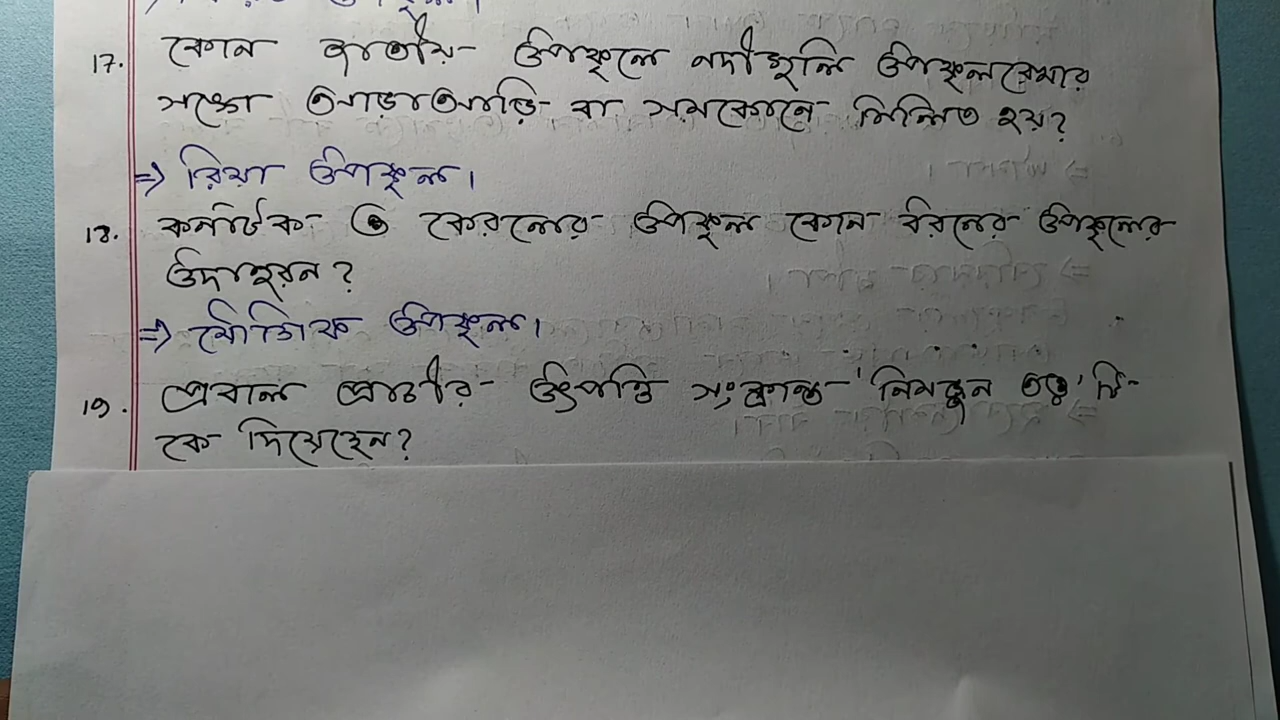 17. কোন জাতীয় উপকূলে নদীগুলি উপকূলরেখার
সঙ্গে আড়াআড়ি বা সমকোনে মিলিত হয়?
⇒ রিয়া উপকূল।
18. কর্নাটক ও কেরলের উপকূল কোন ধরনের উপকূলের
উদাহরন?
⇒ যৌগিক উপকূল।
19. প্রবাল প্রাচীর উৎপত্তি সংক্রান্ত 'নিমজ্জন তত্ত্ব' টি
কে দিয়েছেন?